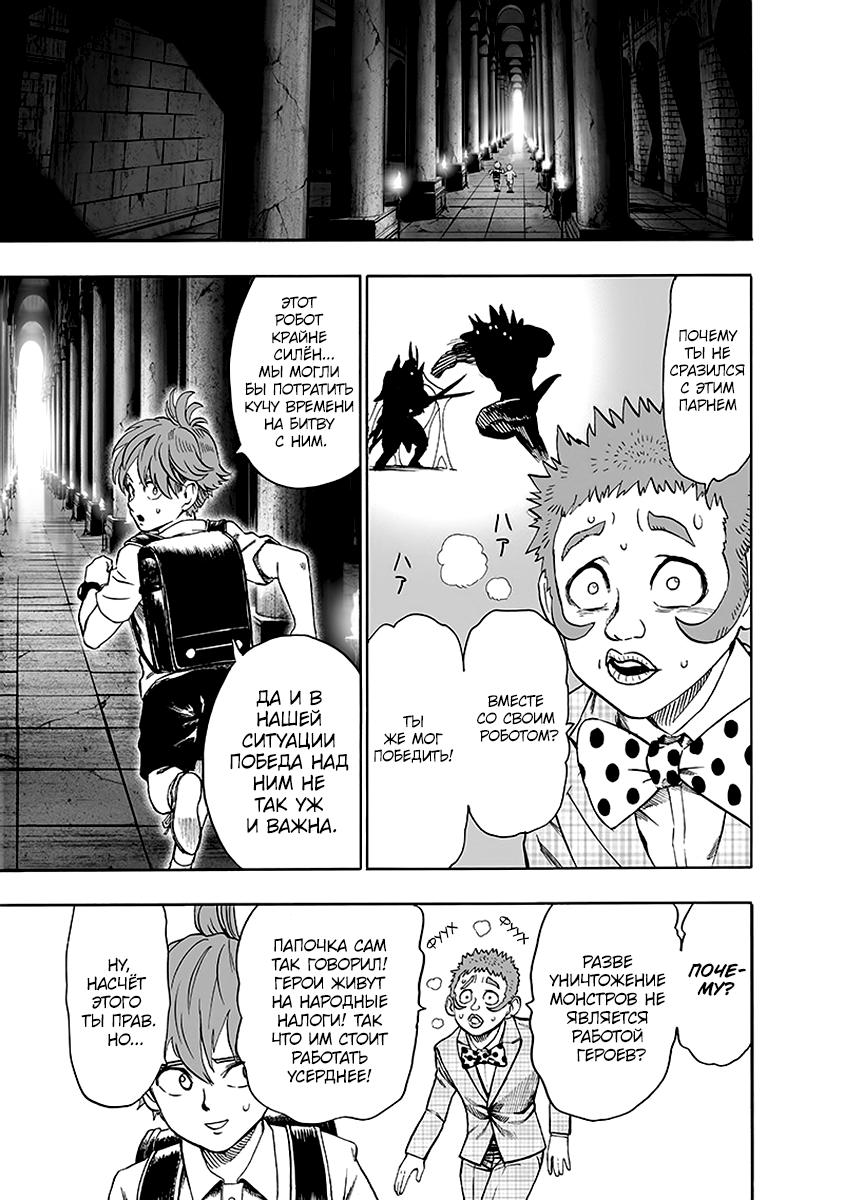 ПОЧЕМУ
ТЫ НЕ
СРАЗИЛСЯ
С ЭТИМ
ПАРНЕМ
ハァ
ハァ
ВМЕСТЕ
СО СВОИМ
РОБОТОМ?
ТЫ
ЖЕ МОГ
ПОБЕДИТЬ!
ЭТОТ
РОБОТ
КРАЙНЕ
СИЛЁН...
МЫ МОГЛИ
БЫ ПОТРАТИТЬ
КУЧУ ВРЕМЕНИ
НА БИТВУ
С НИМ.
ДА И В
НАШЕЙ
СИТУАЦИИ
ПОБЕДА НАД
НИМ НЕ
ТАК УЖ
И ВАЖНА.
ПОЧЕ-
МУ?
РАЗВЕ
УНИЧТОЖЕНИЕ
МОНСТРОВ НЕ
ЯВЛЯЕТСЯ
РАБОТОЙ
ГЕРОЕВ?
ФУУХ
ФУУХ
ПАПОЧКА САМ
ТАК ГОВОРИЛ!
ГЕРОИ ЖИВУТ
НА НАРОДНЫЕ
НАЛОГИ! ТАК
ЧТО ИМ СТОИТ
РАБОТАТЬ
УСЕРДНЕЕ!
НУ,
НАСЧЁТ
ЭТОГО
ТЫ ПРАВ.
НО...